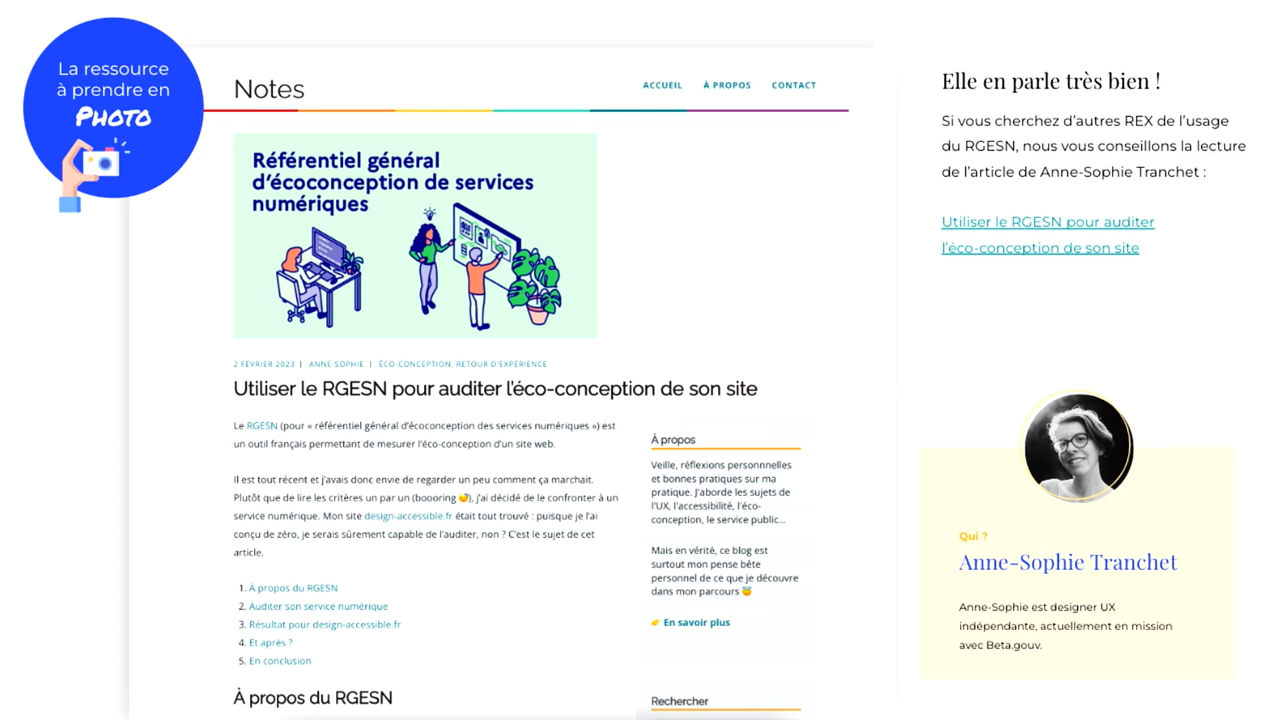 La ressource
à prendre en
PHOTO
Notes
ACCUEIL
À PROPOS
CONTACT
Référentiel général
d'écoconception de services
numériques
2 FÉVRIER 2023 | ANNE-SOPHIE | ÉCO-CONCEPTION, RETOUR D'EXPÉRIENCE
Utiliser le RGESN pour auditer l'éco-conception de son site
Le RGESN (pour « référentiel général d'écoconception des services numériques ») est
un outil français permettant de mesurer l'éco-conception d'un site web.
Il est tout récent et j'avais donc envie de regarder un peu comment ça marchait.
Plutôt que de lire les critères un par un (boooring 🤪), j'ai décidé de le confronter à un
service numérique. Mon site design-accessible.fr était tout trouvé : puisque je l'ai
conçu de zéro, je serais sûrement capable de l'auditer, non ? C'est le sujet de cet
article.
1. À propos du RGESN
2. Auditer son service numérique
3. Résultat pour design-accessible.fr
4. Et après ?
5. En conclusion
À propos du RGESN
À propos
Veille, réflexions personnnelles
et bonnes pratiques sur ma
pratique. J'aborde les sujets de
l'UX, l'accessibilité, l'éco-
conception, le service public...
Mais en vérité, ce blog est
surtout mon pense bête
personnel de ce que je découvre
dans mon parcours 😇
👉 En savoir plus
Rechercher
Elle en parle très bien !
Si vous cherchez d'autres REX de l'usage
du RGESN, nous vous conseillons la lecture
de l'article de Anne-Sophie Tranchet :
Utiliser le RGESN pour auditer
l'éco-conception de son site
Qui ?
Anne-Sophie Tranchet
Anne-Sophie est designer UX
indépendante, actuellement en mission
avec Beta.gouv.